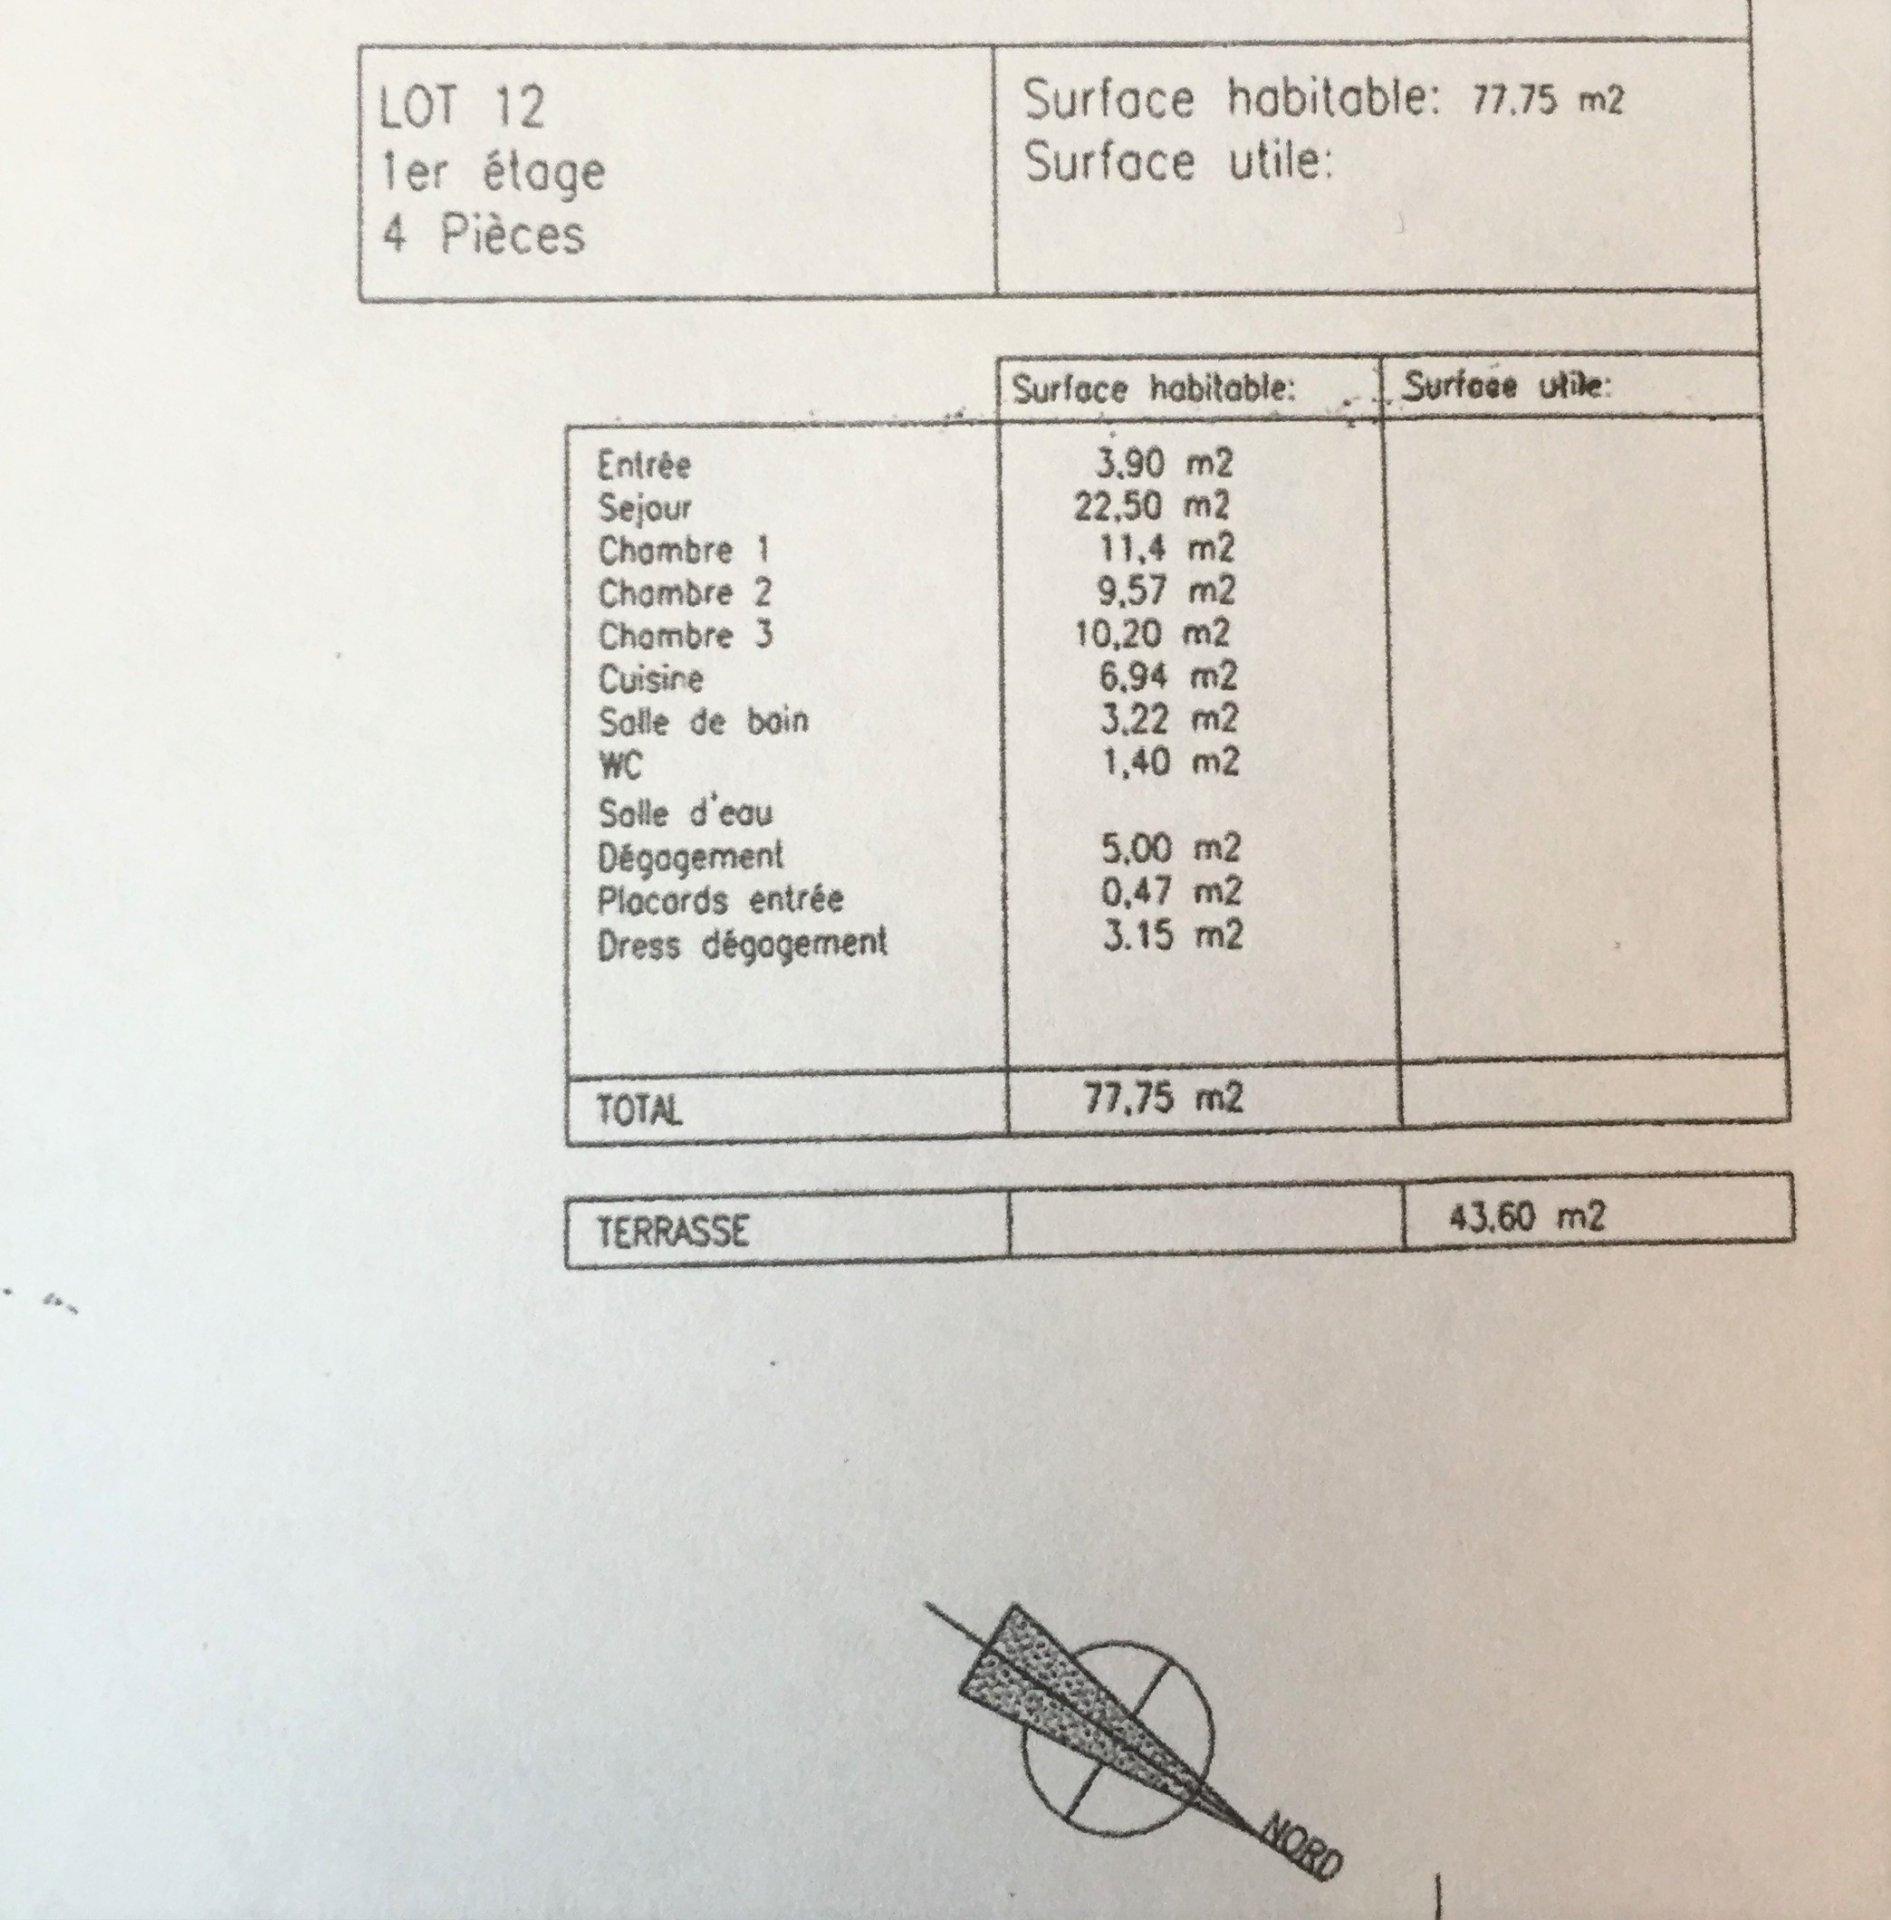 LOT 12
1er étage
4 Pièces
Surface habitable: 77.75 m2
Surface utile:
Surface habitable: Surface utile:
Entrée 3.90 m2
Sejour 22,50 m2
Chambre 1 11,4 m2
Chambre 2 9,57 m2
Chambre 3 10,20 m2
Cuisine 6,94 m2
Salle de bain 3.22 m2
WC 1,40 m2
Salle d'eau
Dégagement 5,00 m2
Placards entrée 0,47 m2
Dress dégagement 3.15 m2
TOTAL 77,75 m2
TERRASSE 43.60 m2
NORD